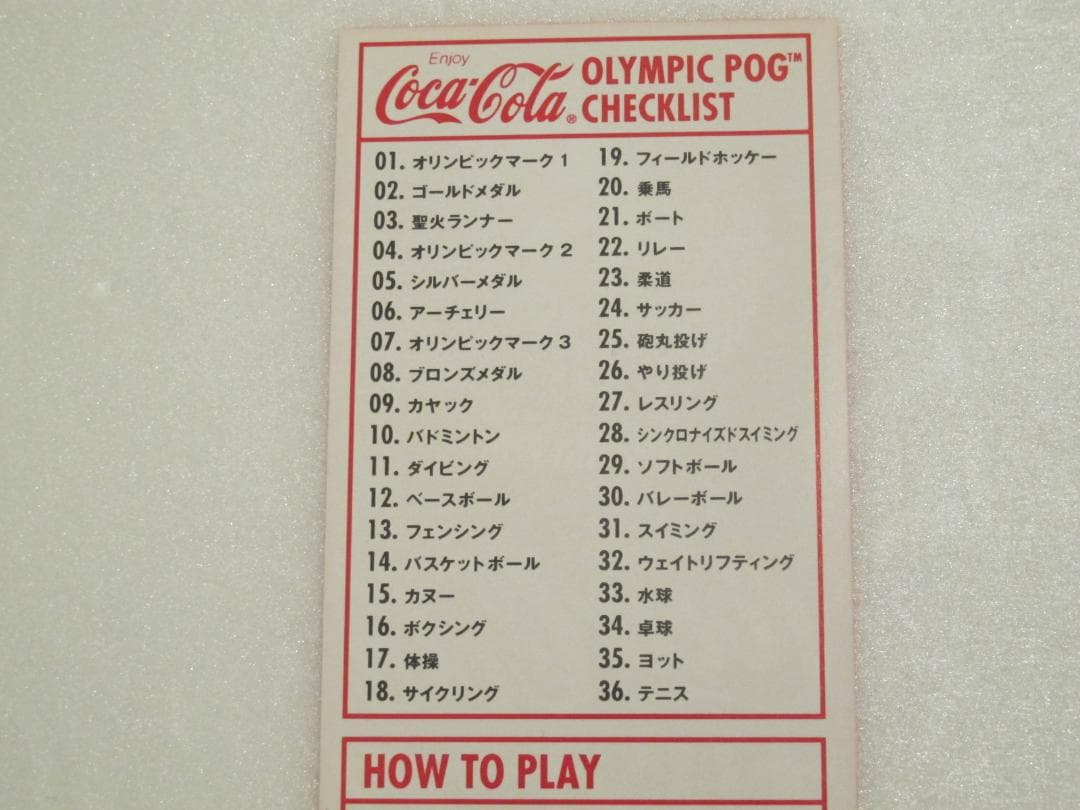 Enjoy
Coca-Cola®
OLYMPIC POG™
CHECKLIST
01. オリンピックマーク1
02. ゴールドメダル
03. 聖火ランナー
04. オリンピックマーク2
05. シルバーメダル
06. アーチェリー
07. オリンピックマーク3
08. ブロンズメダル
09. カヤック
10. バドミントン
11. ダイビング
12. ベースボール
13. フェンシング
14. バスケットボール
15. カヌー
16. ボクシング
17. 体操
18. サイクリング
19. フィールドホッケー
20. 乗馬
21. ボート
22. リレー
23. 柔道
24. サッカー
25. 砲丸投げ
26. やり投げ
27. レスリング
28. シンクロナイズドスイミング
29. ソフトボール
30. バレーボール
31. スイミング
32. ウェイトリフティング
33. 水球
34. 卓球
35. ヨット
36. テニス
HOW TO PLAY